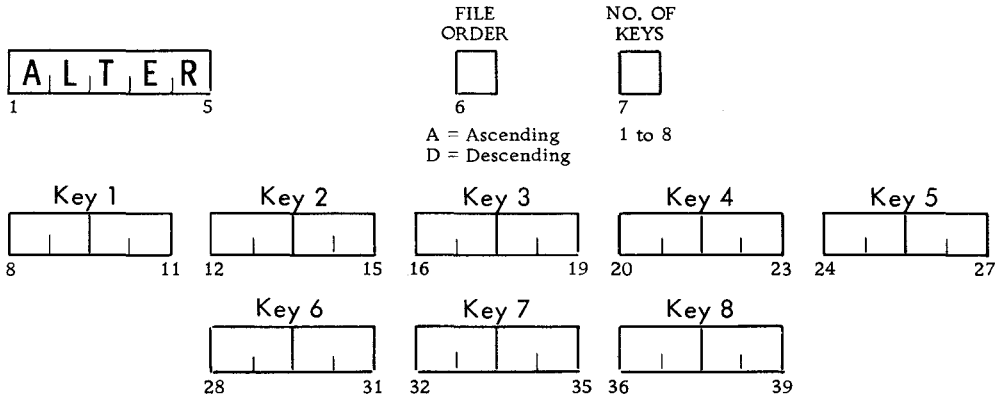 FILE
ORDER
NO. OF
KEYS
ALTER
1 5
6
7
A = Ascending
D = Descending
1 to 8
Key 1 Key 2 Key 3 Key 4 Key 5
8 11 12 15 16 19 20 23 24 27
Key 6 Key 7 Key 8
28 31 32 35 36 39